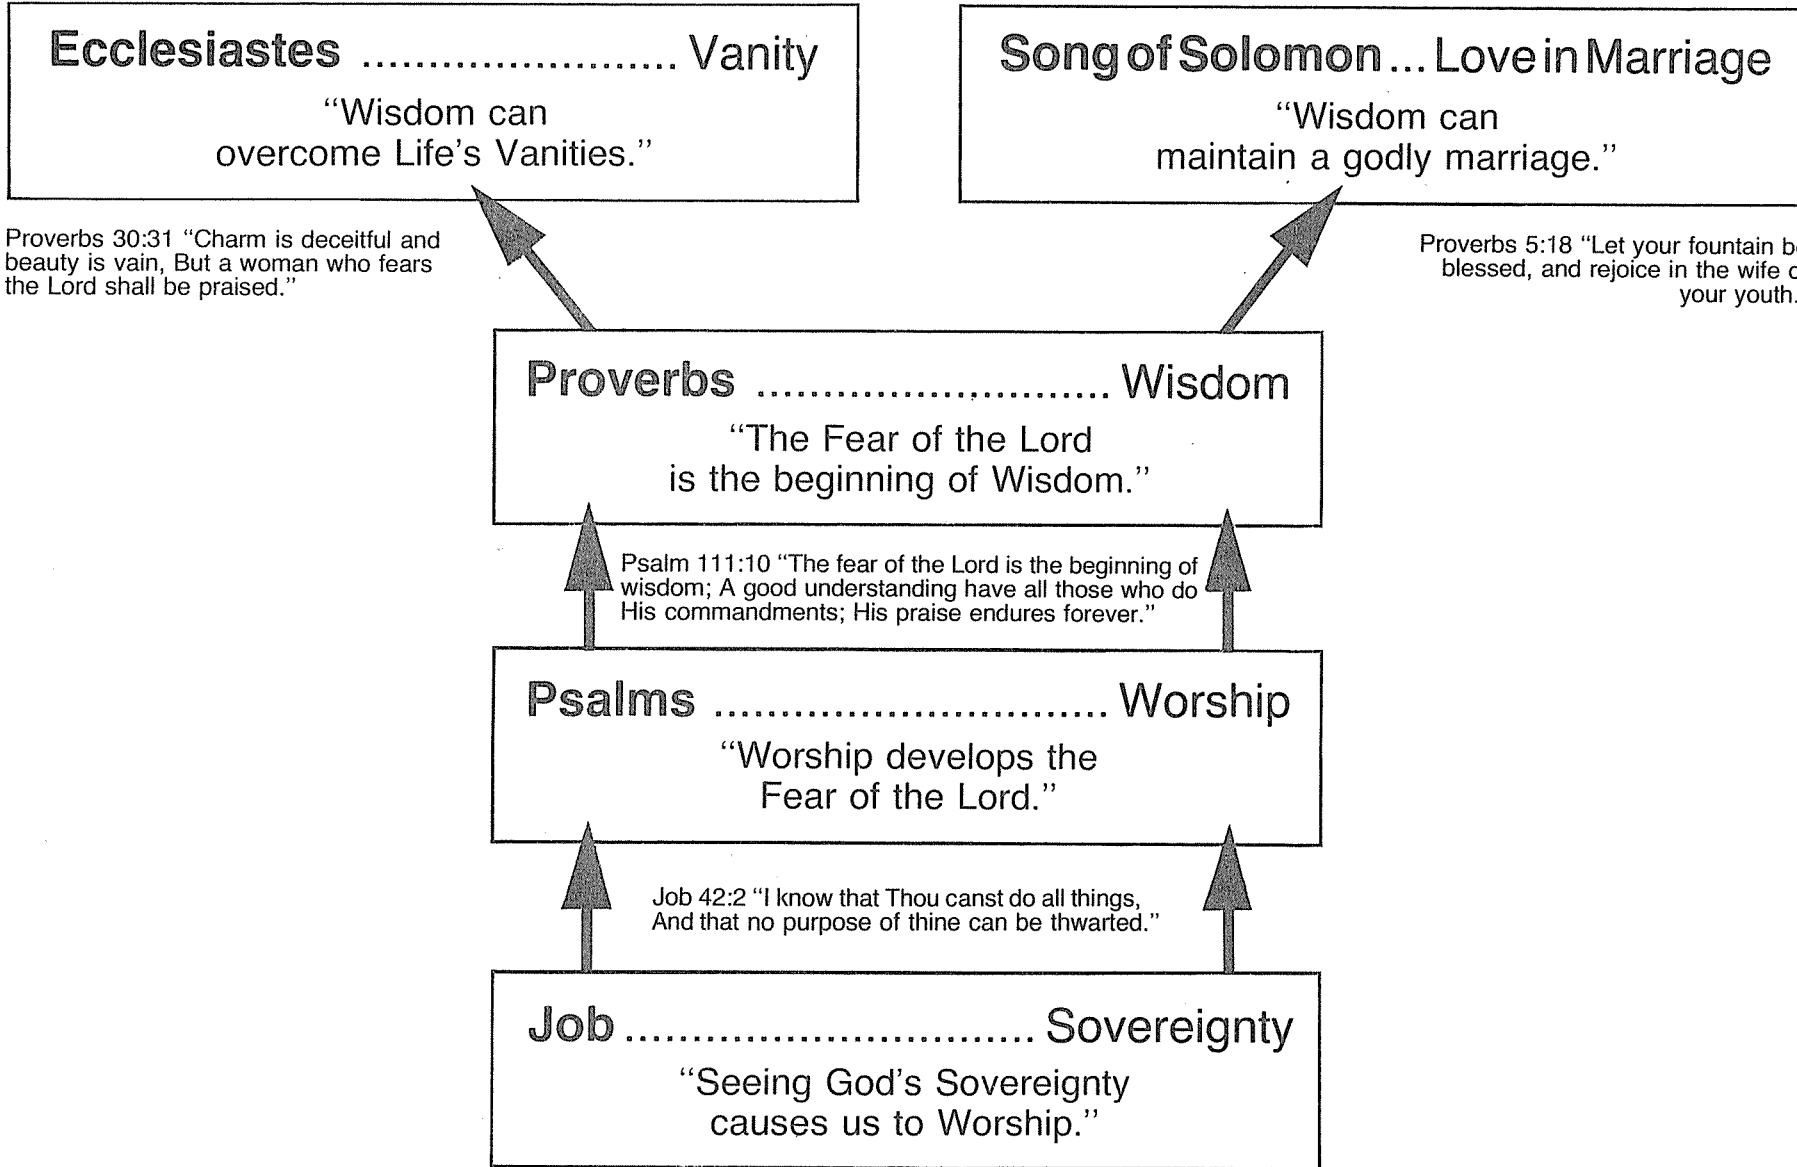 Ecclesiastes ........................ Vanity
“Wisdom can
overcome Life’s Vanities.”
Song of Solomon ... Love in Marriage
“Wisdom can
maintain a godly marriage.”
Proverbs 30:31 “Charm is deceitful and
beauty is vain, But a woman who fears
the Lord shall be praised.”
Proverbs 5:18 “Let your fountain
blessed, and rejoice in the wife
your youth.
Proverbs ........................... Wisdom
“The Fear of the Lord
is the beginning of Wisdom.”
Psalm 111:10 “The fear of the Lord is the beginning of
wisdom; A good understanding have all those who do
His commandments; His praise endures forever.”
Psalms .............................. Worship
“Worship develops the
Fear of the Lord.”
Job 42:2 “I know that Thou canst do all things,
And that no purpose of thine can be thwarted.”
Job ............................... Sovereignty
“Seeing God’s Sovereignty
causes us to Worship.”